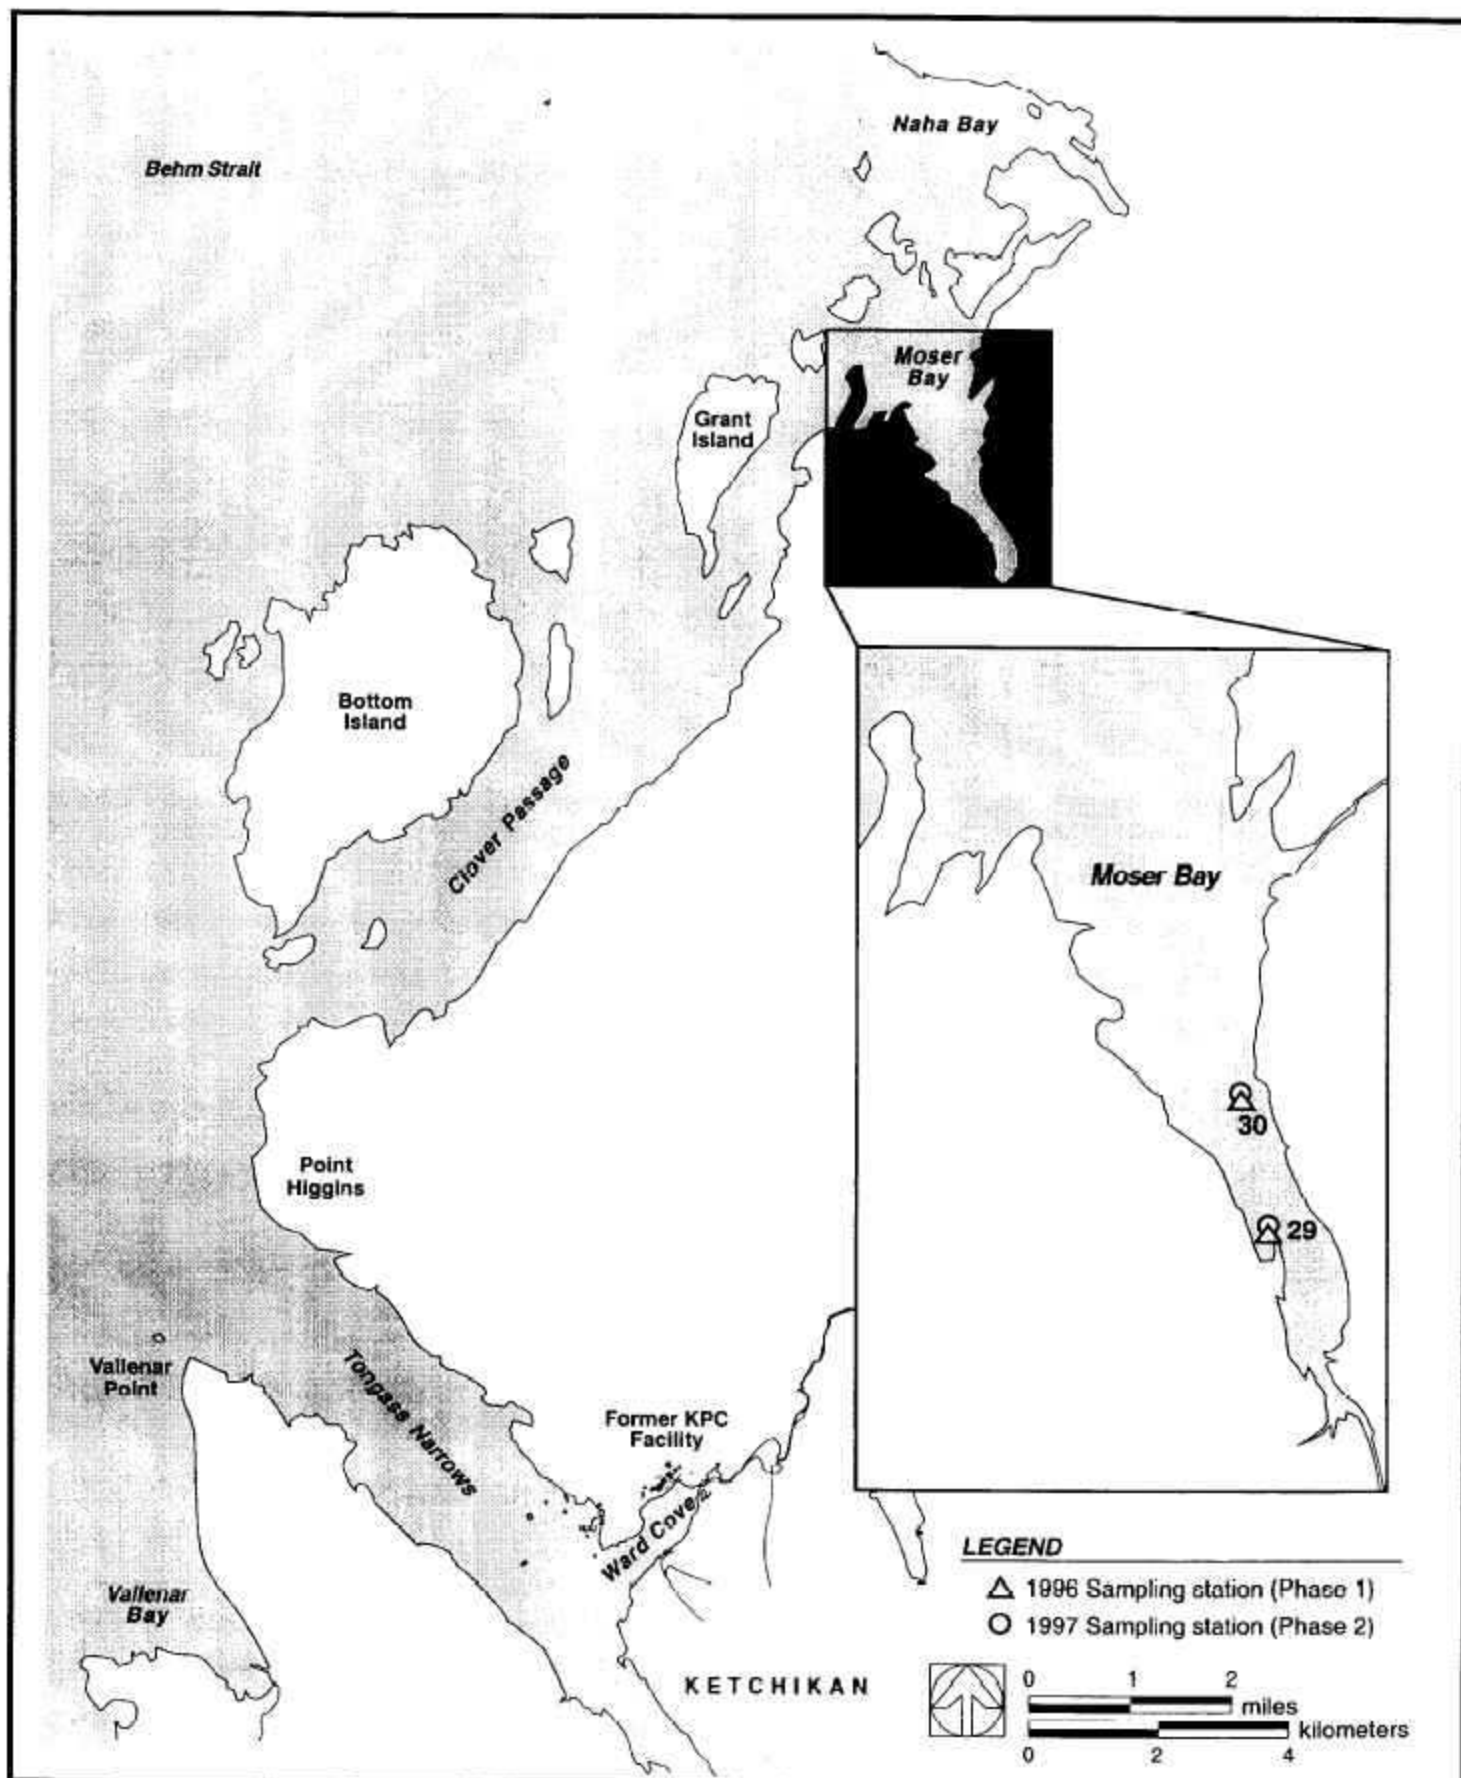 Naha Bay
Behm Strait
Moser
Bay
Grant
Island
Bottom
Island
Clover Passage
Moser Bay
30
29
Point
Higgins
Vallenar
Point
Tongass Narrows
Former KPC
Facility
Ward Cove
Vallenar
Bay
KETCHIKAN
LEGEND
1996 Sampling station (Phase 1)
1997 Sampling station (Phase 2)
0 1 2
miles
kilometers
0 2 4